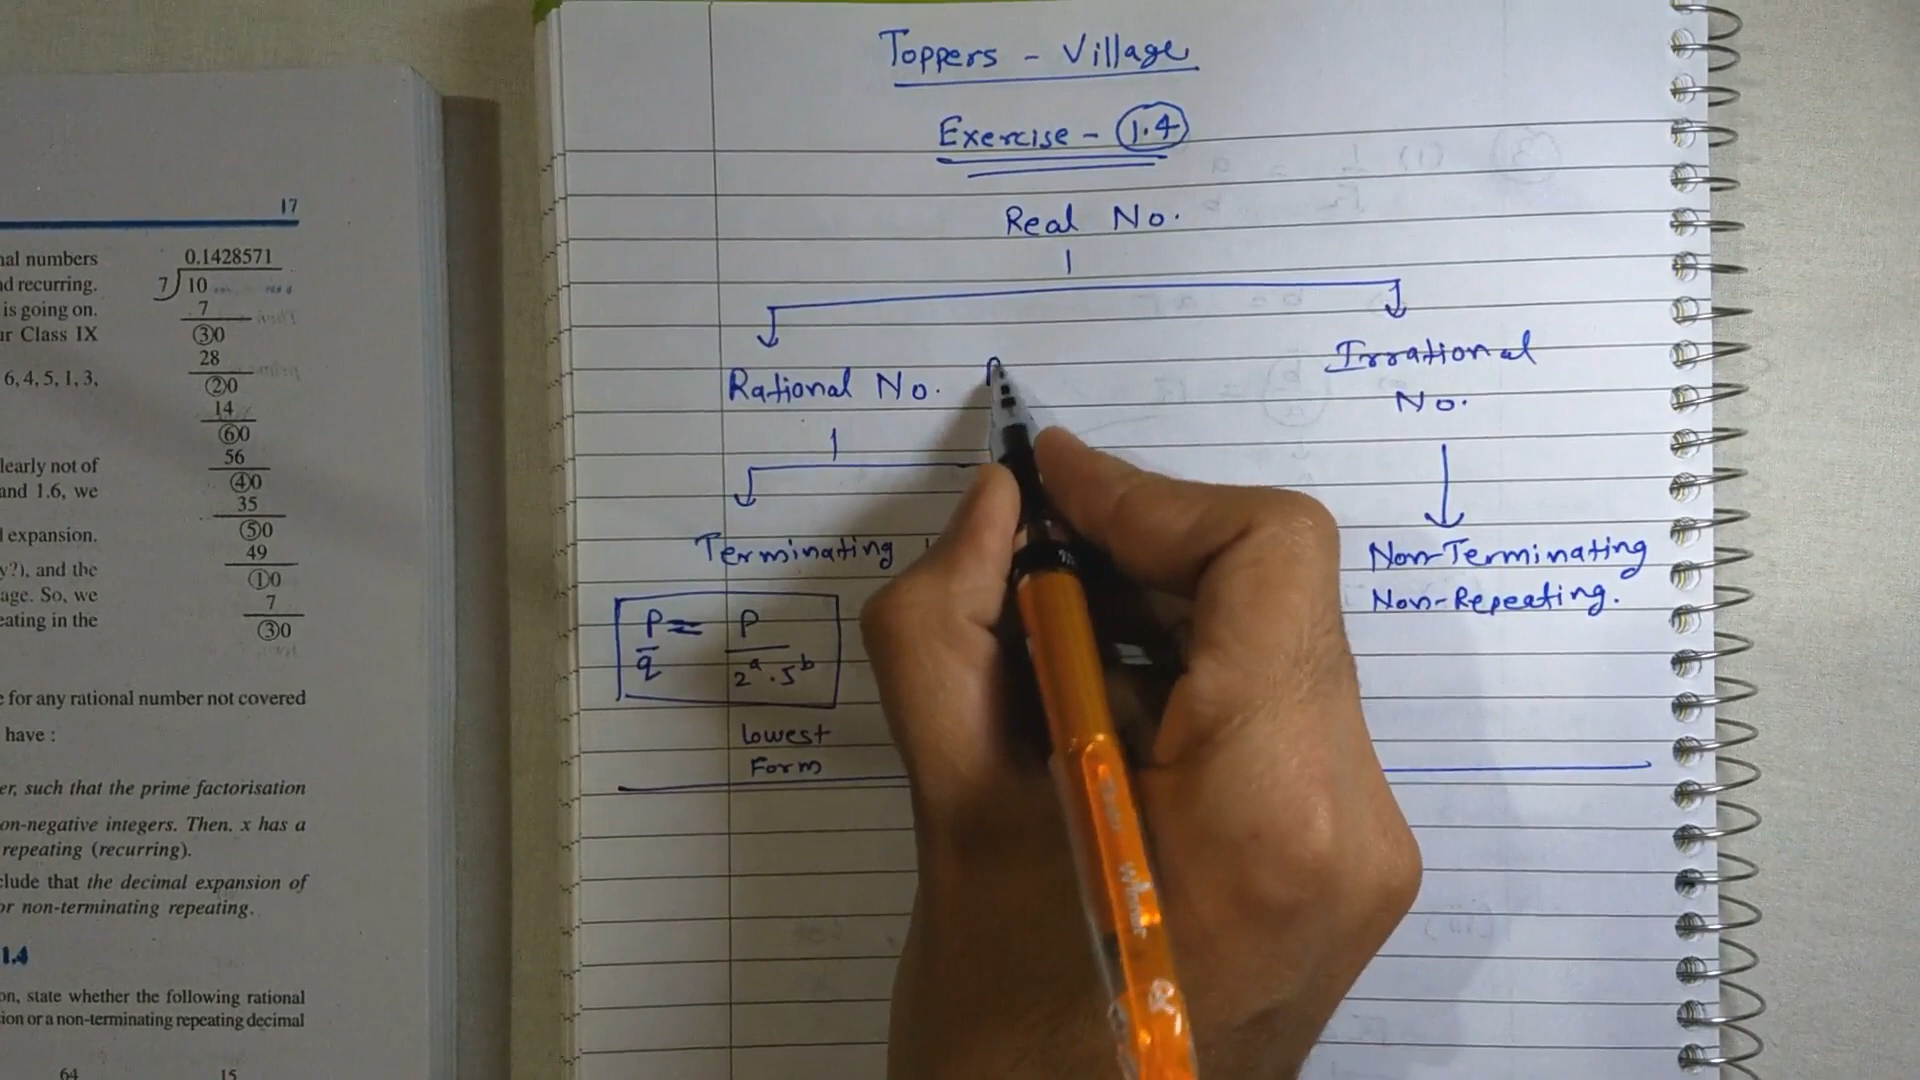 17
nal numbers
nd recurring.
is going on.
ur Class IX
6, 4, 5, 1, 3,
learly not of
and 1.6, we
l expansion.
y?), and the
age. So, we
eating in the
0.1428571
7 10
7
30
28
20
14
60
56
40
35
50
49
10
7
30
e for any rational number not covered
have :
er, such that the prime factorisation
on-negative integers. Then, x has a
repeating (recurring).
clude that the decimal expansion of
or non-terminating repeating.
1.4
on, state whether the following rational
ion or a non-terminating repeating decimal
64 15
Toppers - Village
Exercise - 1.4
Real No.
Rational No.
Irrational
No.
Terminating
Non-Terminating
Non-Repeating.
P/q = P/2^a . 5^b
Lowest
Form